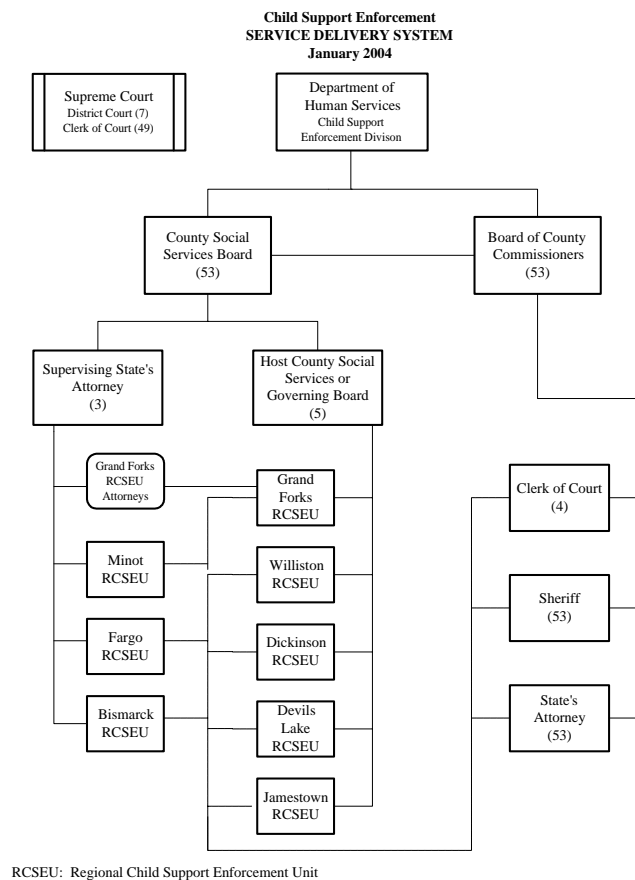 Child Support Enforcement
SERVICE DELIVERY SYSTEM
January 2004
Supreme Court
District Court (7)
Clerk of Court (49)
Department of
Human Services
Child Support
Enforcement Divison
County Social
Services Board
(53)
Board of County
Commissioners
(53)
Supervising State's
Attorney
(3)
Host County Social
Services or
Governing Board
(5)
Grand Forks
RCSEU
Attorneys
Grand
Forks
RCSEU
Clerk of Court
(4)
Minot
RCSEU
Williston
RCSEU
Sheriff
(53)
Fargo
RCSEU
Dickinson
RCSEU
Bismarck
RCSEU
Devils
Lake
RCSEU
State's
Attorney
(53)
Jamestown
RCSEU
RCSEU: Regional Child Support Enforcement Unit